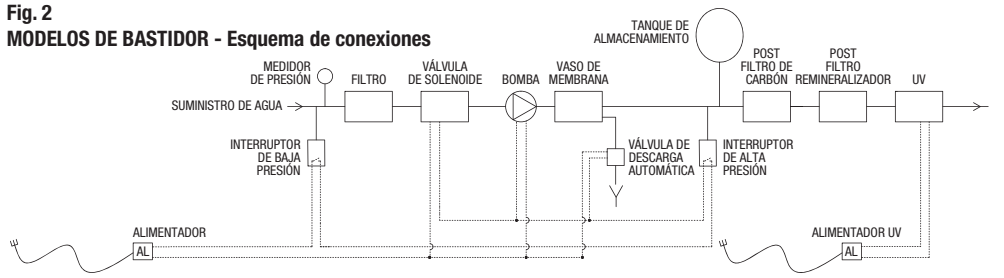 Fig. 2
MODELOS DE BASTIDOR - Esquema de conexiones
TANQUE DE
ALMACENAMIENTO
MEDIDOR
DE PRESIÓN
FILTRO
VÁLVULA
DE SOLENOIDE
BOMBA
VASO DE
MEMBRANA
POST
FILTRO DE
CARBÓN
POST
FILTRO
REMINERALIZADOR
UV
SUMINISTRO DE AGUA
INTERRUPTOR
DE BAJA
PRESIÓN
VÁLVULA DE
DESCARGA
AUTOMÁTICA
INTERRUPTOR
DE ALTA
PRESIÓN
ALIMENTADOR
AL
ALIMENTADOR UV
AL